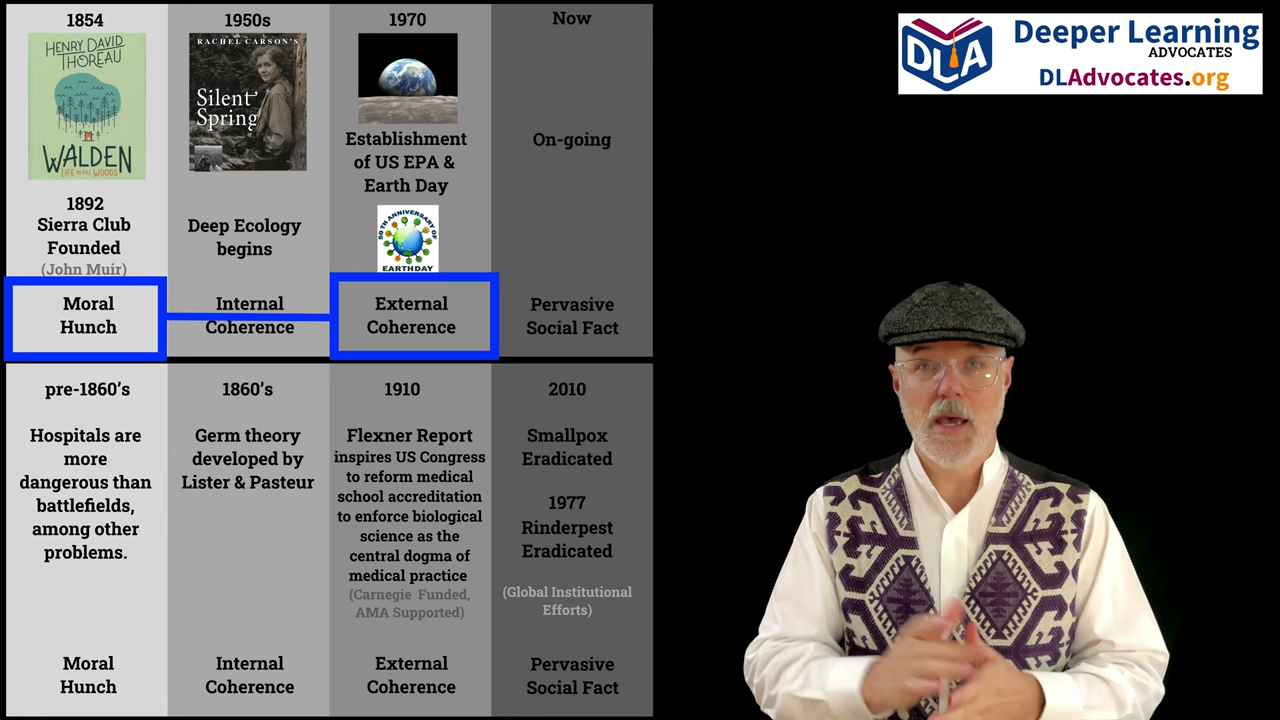 1854
HENRY DAVID
THOREAU
WALDEN
LIFE IN THE WOODS
1892
Sierra Club
Founded
(John Muir)
Moral
Hunch
1950s
RACHEL CARSON'S
Silent
Spring
Deep Ecology
begins
Internal
Coherence
1970
Establishment
of US EPA &
Earth Day
50TH ANNIVERSARY OF
EARTHDAY
External
Coherence
Now
On-going
Pervasive
Social Fact
pre-1860’s
Hospitals are
more
dangerous than
battlefields,
among other
problems.
Moral
Hunch
1860’s
Germ theory
developed by
Lister & Pasteur
Internal
Coherence
1910
Flexner Report
inspires US Congress
to reform medical
school accreditation
to enforce biological
science as the
central dogma of
medical practice
(Carnegie Funded,
AMA Supported)
External
Coherence
2010
Smallpox
Eradicated
1977
Rinderpest
Eradicated
(Global Institutional
Efforts)
Pervasive
Social Fact
DLA
Deeper Learning
ADVOCATES
DLAdvocates.org